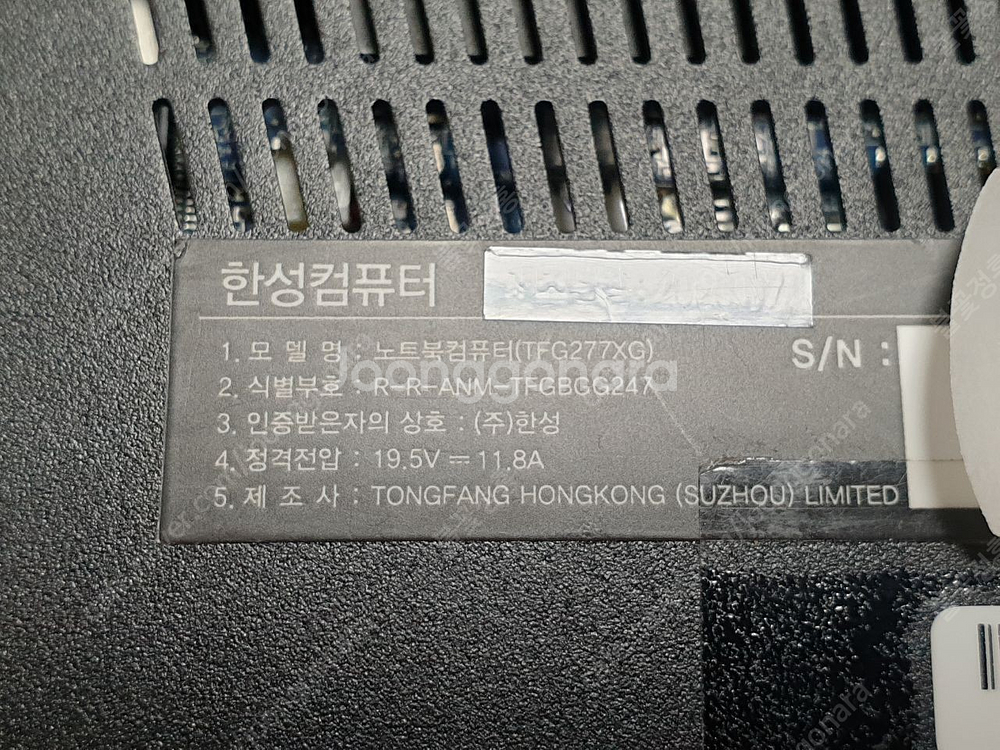 한성컴퓨터
1. 모 델 명 : 노트북컴퓨터(TFG277XG)
S/N :
Joonggonara
2. 식별부호 : R-R-ANM-TFGBGG247
3. 인증받은자의 상호 : (주)한성
4. 정격전압 : 19.5V ⎓ 11.8A
5. 제 조 사 : TONGFANG HONGKONG (SUZHOU) LIMITED